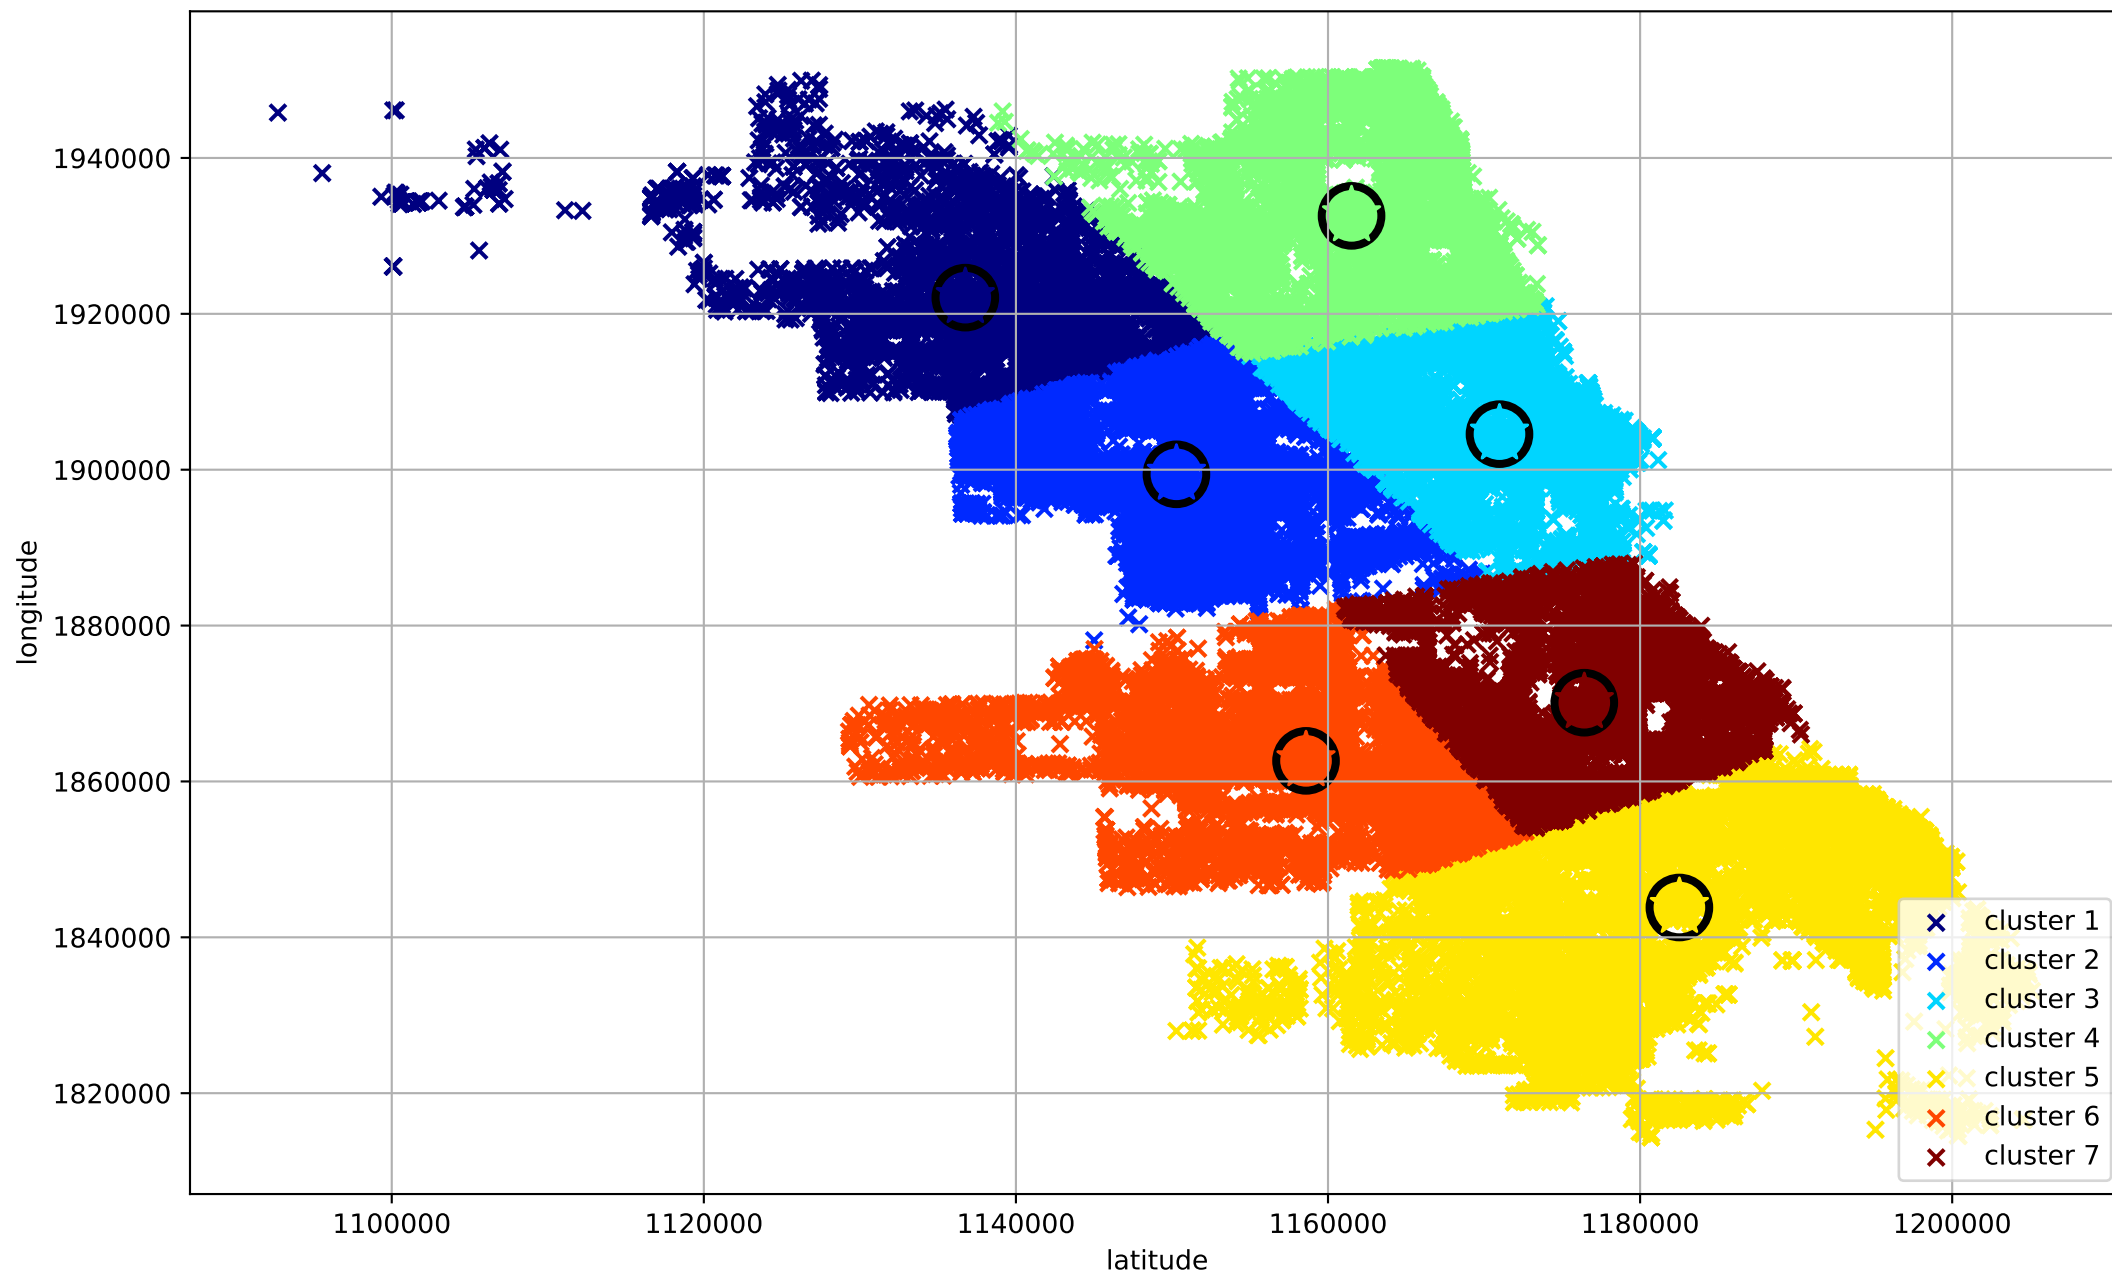 1940000
1920000
1900000
1880000
1860000
1840000
1820000
longitude
1100000 1120000 1140000 1160000 1180000 1200000
latitude
cluster 1
cluster 2
cluster 3
cluster 4
cluster 5
cluster 6
cluster 7